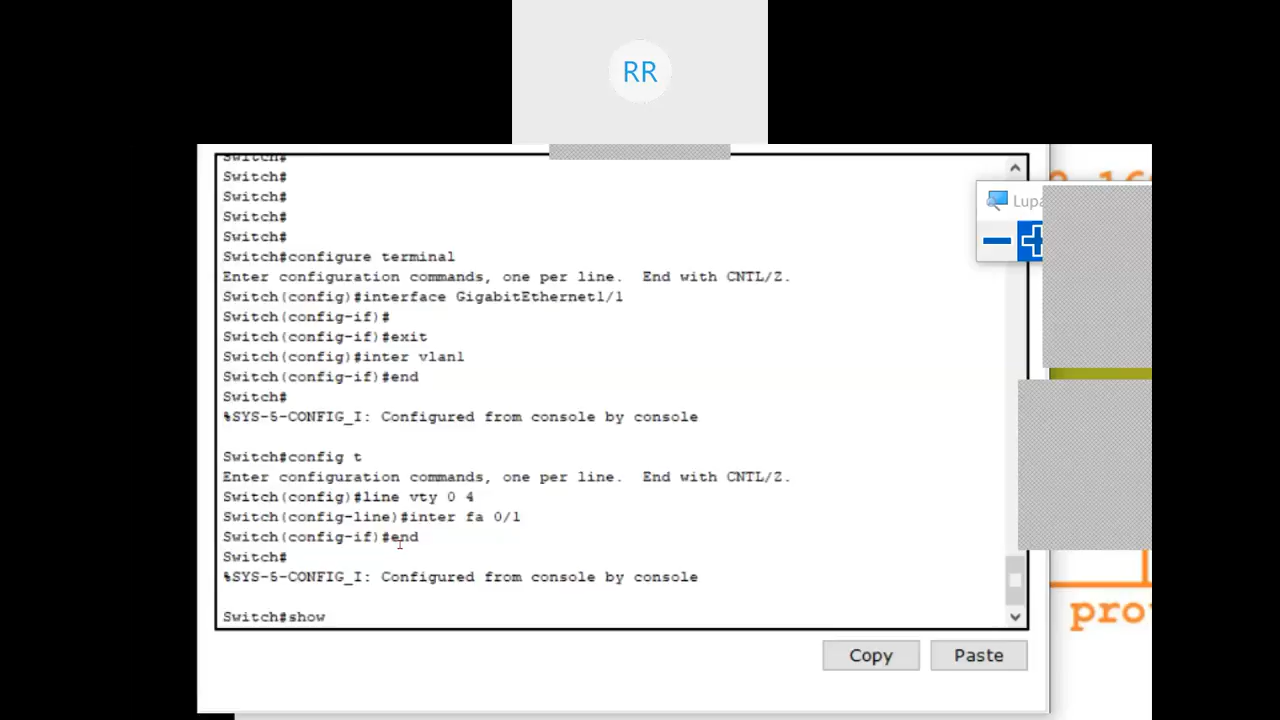 RR
Switch#
Switch#
Switch#
Switch#
Switch#
Switch#configure terminal
Enter configuration commands, one per line.  End with CNTL/Z.
Switch(config)#interface GigabitEthernet1/1
Switch(config-if)#
Switch(config-if)#exit
Switch(config)#inter vlan1
Switch(config-if)#end
Switch#
%SYS-5-CONFIG_I: Configured from console by console
Switch#config t
Enter configuration commands, one per line.  End with CNTL/Z.
Switch(config)#line vty 0 4
Switch(config-line)#inter fa 0/1
Switch(config-if)#end
Switch#
%SYS-5-CONFIG_I: Configured from console by console
Switch#show
Copy
Paste
Lupa
pro